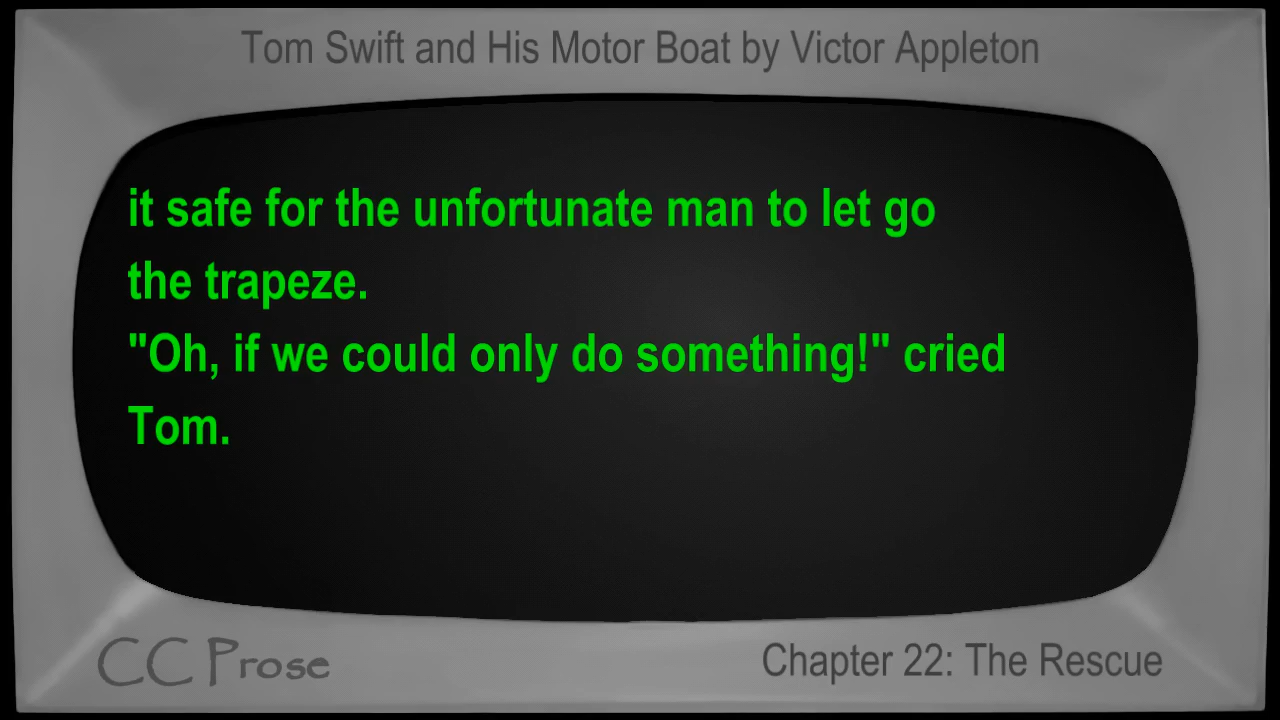 Tom Swift and His Motor Boat by Victor Appleton
it safe for the unfortunate man to let go
the trapeze.
"Oh, if we could only do something!" cried
Tom.
CC Prose
Chapter 22: The Rescue